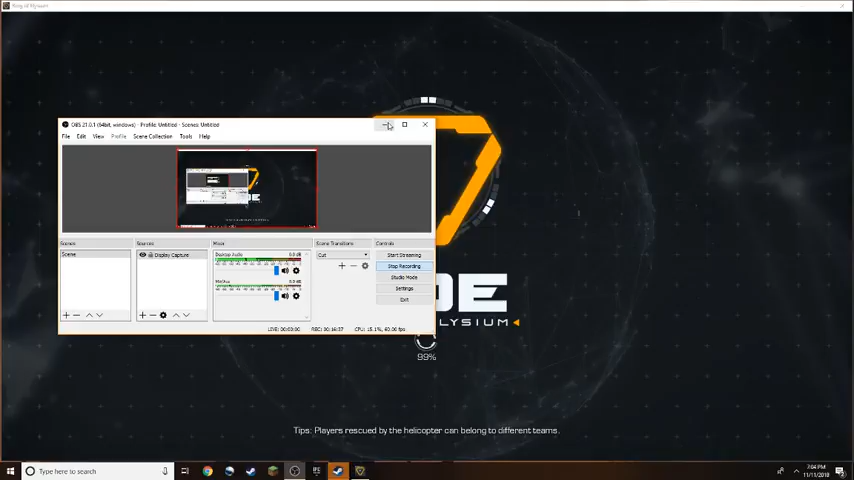 Ring of Elysium
OBS 21.0.1 (64bit, windows) - Profile: Untitled - Scenes: Untitled
File Edit View Profile Scene Collection Tools Help
Scenes Sources Mixer Scene Transitions Controls
Scene
Display Capture
Desktop Audio 0.0 dB
Mic/Aux 0.0 dB
Cut
Start Streaming
Stop Recording
Studio Mode
Settings
Exit
LIVE: 00:00:00 REC: 00:16:37 CPU: 15.1%, 60.00 fps
LYSIUM
99%
Tips: Players rescued by the helicopter can belong to different teams.
Type here to search
7:04 PM
11/11/2018